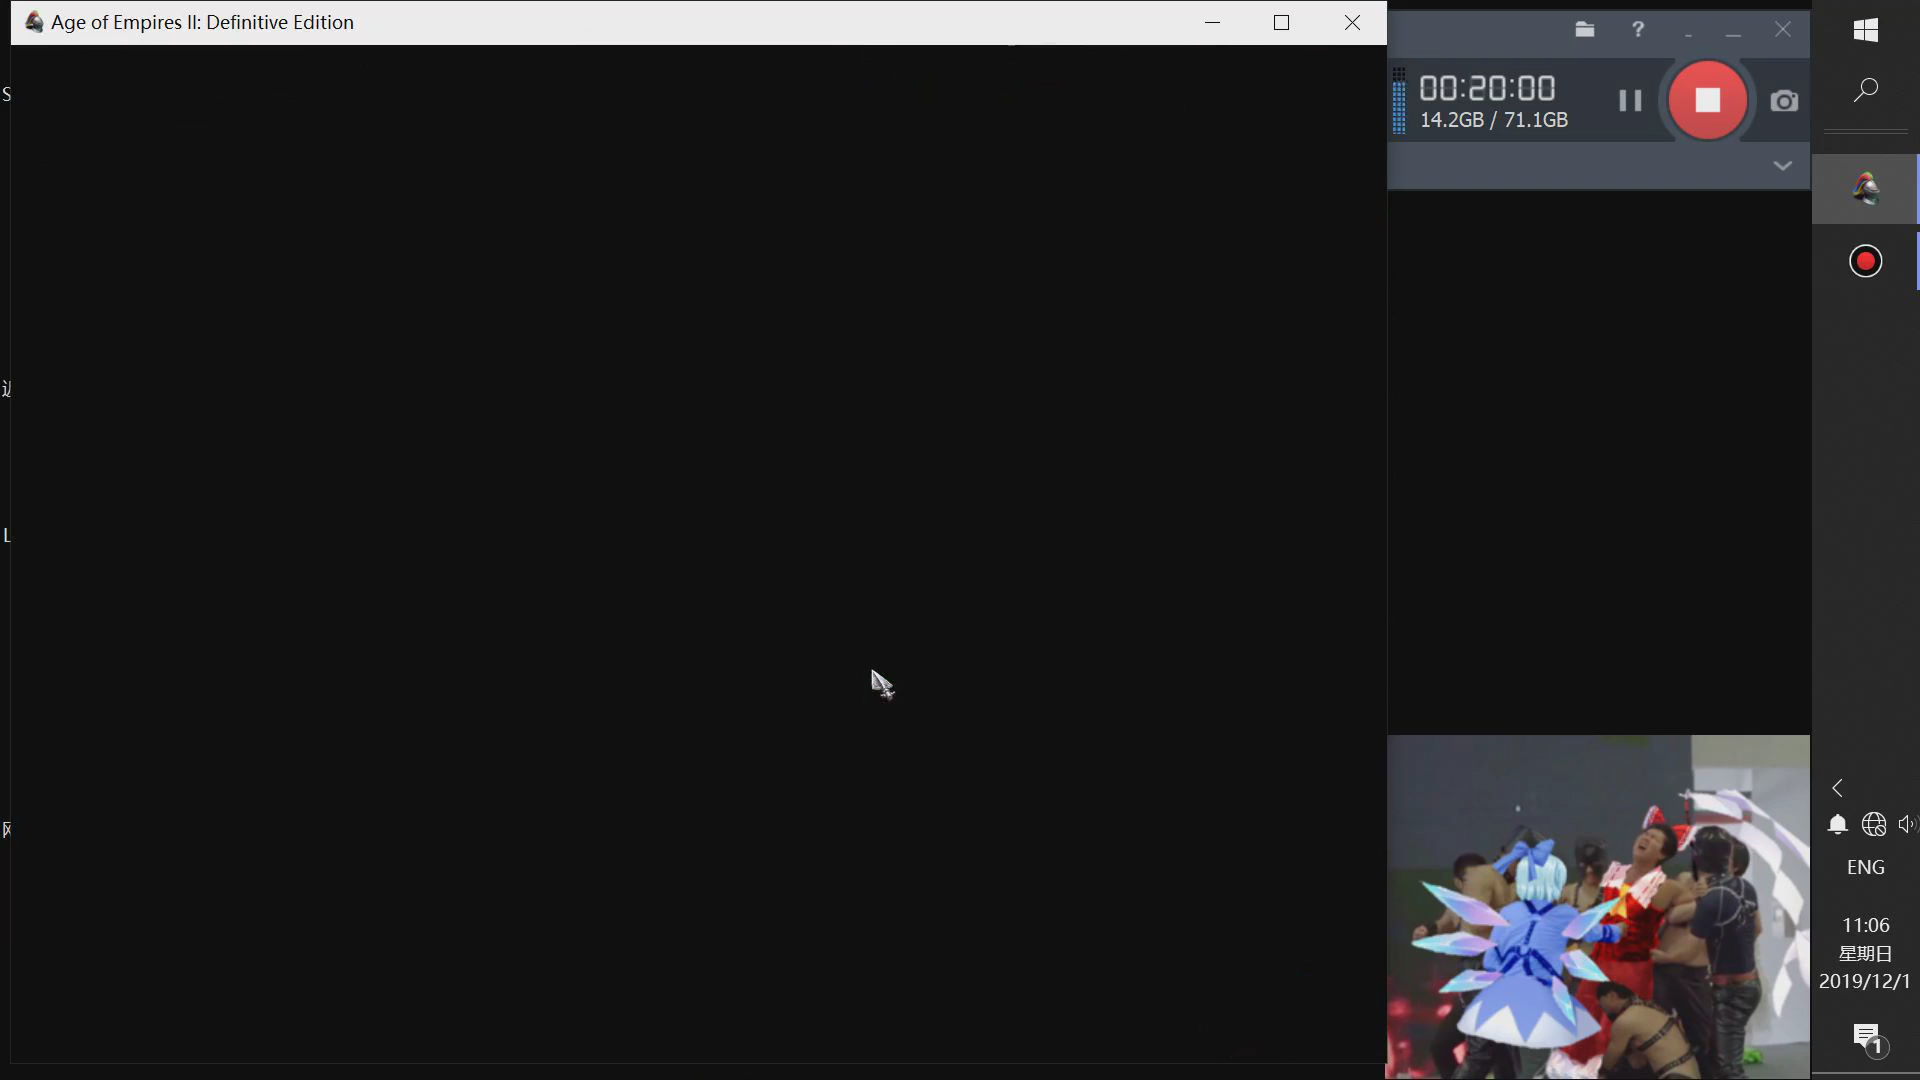 Age of Empires II: Definitive Edition
00:20:00
14.2GB / 71.1GB
ENG
11:06
星期日
2019/12/1
1